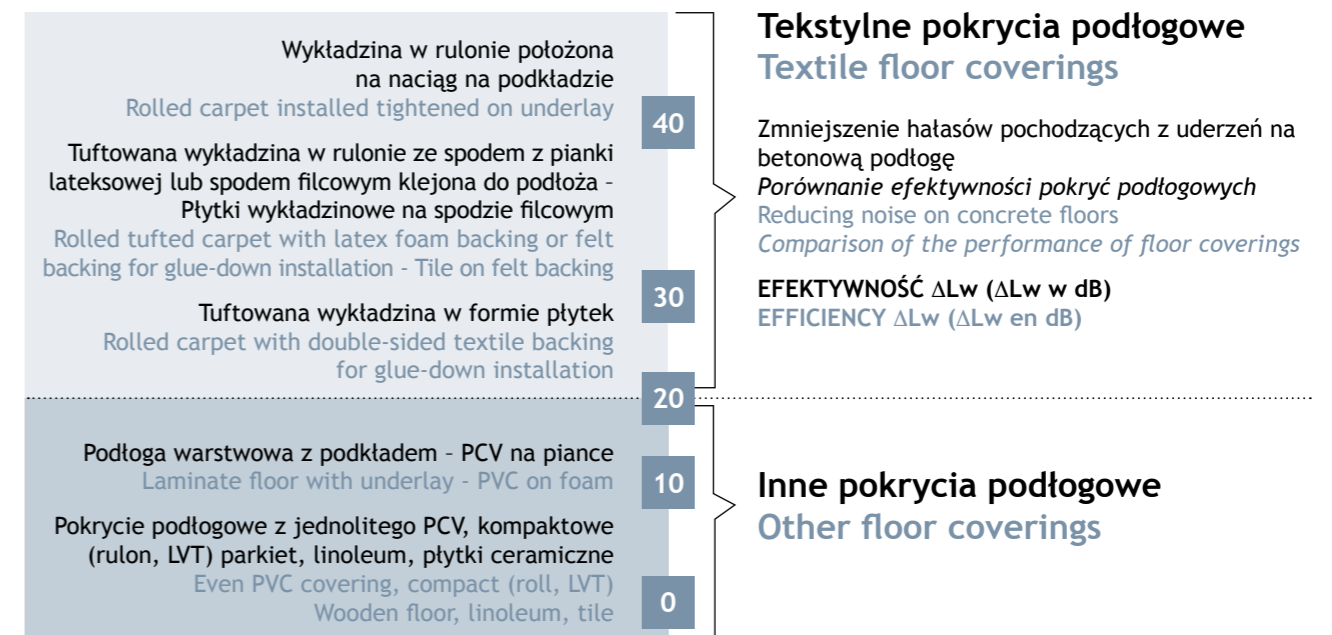 Wykładzina w rulonie położona
na naciąg na podkładzie
Rolled carpet installed tightened on underlay
40
Tuftowana wykładzina w rulonie ze spodem z pianki
lateksowej lub spodem filcowym klejona do podłoża –
Płytki wykładzinowe na spodzie filcowym
Rolled tufted carpet with latex foam backing or felt
backing for glue-down installation - Tile on felt backing
30
Tuftowana wykładzina w formie płytek
Rolled carpet with double-sided textile backing
for glue-down installation
20
Podłoga warstwowa z podkładem – PCV na piance
Laminate floor with underlay - PVC on foam
10
Pokrycie podłogowe z jednolitego PCV, kompaktowe
(rulon, LVT) parkiet, linoleum, płytki ceramiczne
Even PVC covering, compact (roll, LVT)
Wooden floor, linoleum, tile
0
Tekstylne pokrycia podłogowe
Textile floor coverings
Zmniejszenie hałasów pochodzących z uderzeń na
betonową podłogę
Porównanie efektywności pokryć podłogowych
Reducing noise on concrete floors
Comparison of the performance of floor coverings
EFEKTYWNOŚĆ ∆Lw (∆Lw w dB)
EFFICIENCY ∆Lw (∆Lw en dB)
Inne pokrycia podłogowe
Other floor coverings